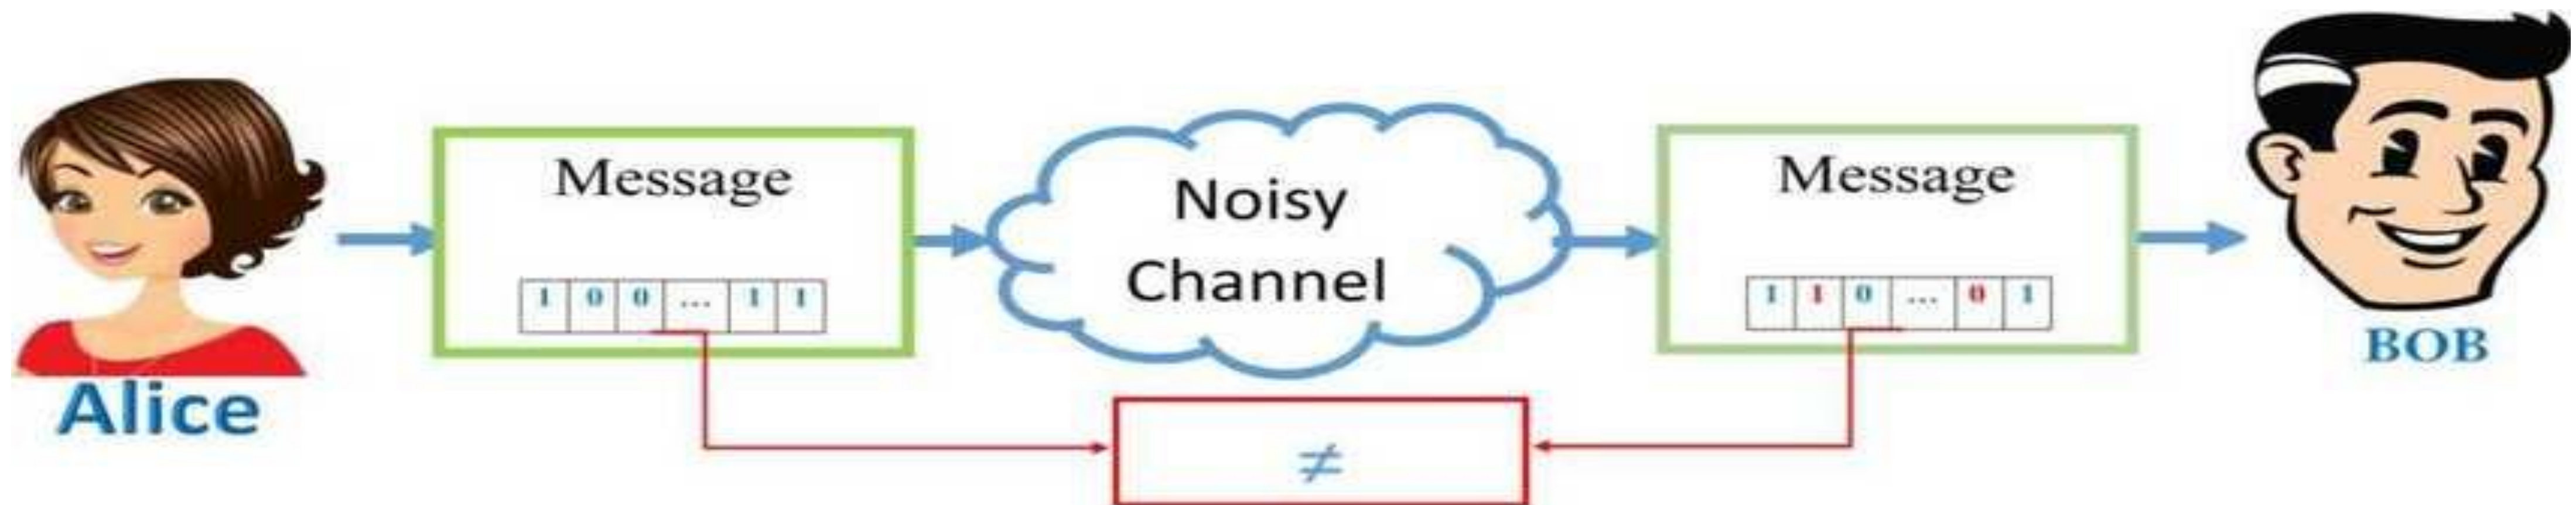 Message
1 0 0 ... 1 1
Noisy
Channel
Message
1 1 0 ... 0 1
Alice
BOB
≠